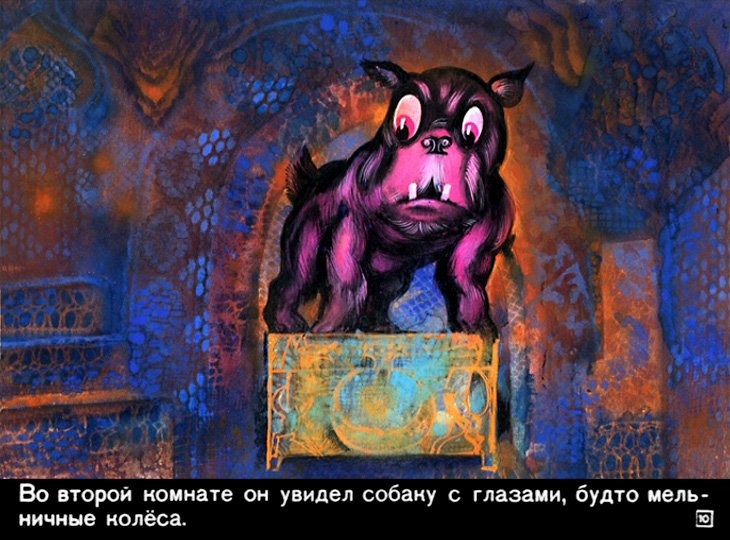 Во второй комнате он увидел собаку с глазами, будто мель-
ничные колёса.
10